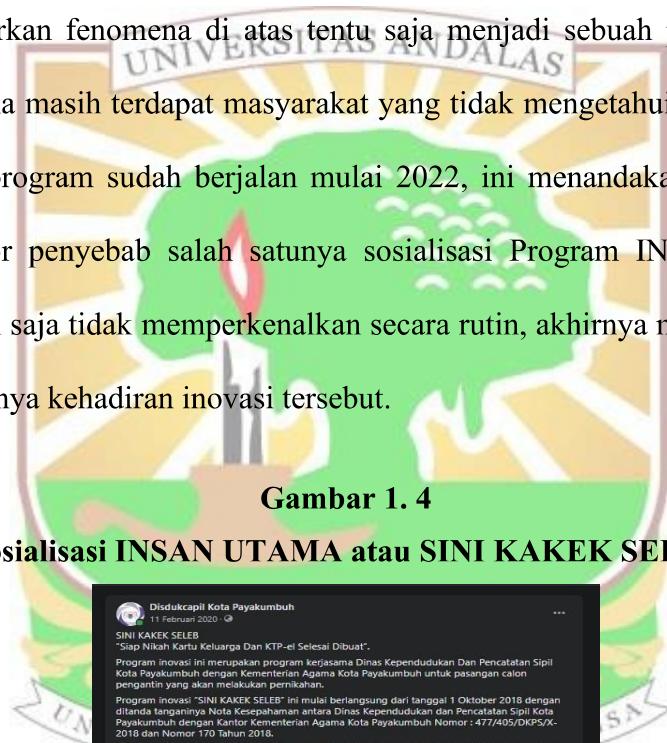 rkan fenomena di atas tentu saja menjadi sebuah
UNIVERSITAS ANDALAS
a masih terdapat masyarakat yang tidak mengetahui
program sudah berjalan mulai 2022, ini menandaka
r penyebab salah satunya sosialisasi Program IN
saja tidak memperkenalkan secara rutin, akhirnya
nya kehadiran inovasi tersebut.
Gambar 1. 4
osialisasi INSAN UTAMA atau SINI KAKEK SEL
Disdukcapil Kota Payakumbuh
11 Februari 2020
SINI KAKEK SELEB
"Siap Nikah Kartu Keluarga Dan KTP-el Selesai Dibuat".
Program inovasi ini merupakan program kerjasama Dinas Kependudukan Dan Pencatatan Sipil
Kota Payakumbuh dengan Kementerian Agama Kota Payakumbuh untuk pasangan calon
pengantin yang akan melakukan pernikahan.
Program inovasi "SINI KAKEK SELEB" ini mulai berlangsung dari tanggal 1 Oktober 2018 dengan
ditanda tanganinya Nota Kesepahaman antara Dinas Kependudukan dan Pencatatan Sipil Kota
Payakumbuh dengan Kantor Kementerian Agama Kota Payakumbuh Nomor : 477/405/DKPS/X-
2018 dan Nomor 170 Tahun 2018.